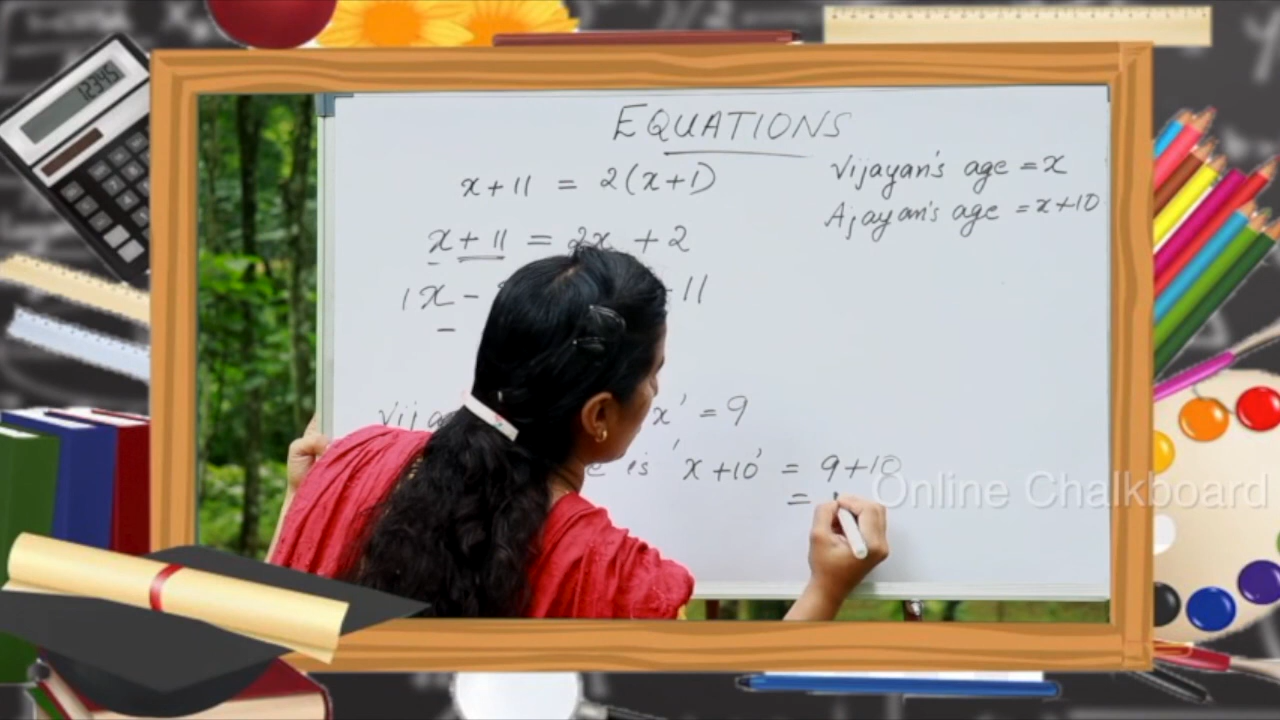 12345
EQUATIONS
x+11 = 2(x+1)
Vijayan's age = x
Ajayan's age = x+10
x+11 = 2x +2
1x - 11
x' = 9
is 'x+10' = 9+10
=
Online Chalkboard